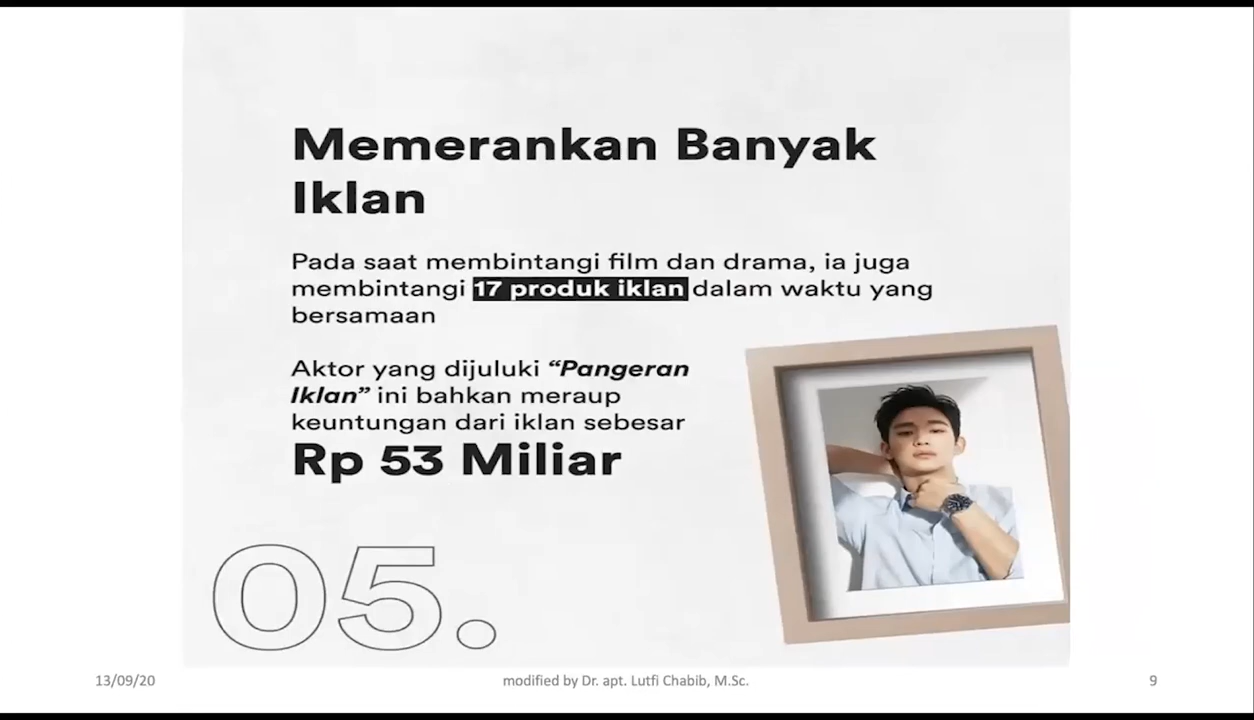 Memerankan Banyak
Iklan
Pada saat membintangi film dan drama, ia juga
membintangi 17 produk iklan dalam waktu yang
bersamaan
Aktor yang dijuluki “Pangeran
Iklan” ini bahkan meraup
keuntungan dari iklan sebesar
Rp 53 Miliar
05.
13/09/20
modified by Dr. apt. Lutfi Chabib, M.Sc.
9